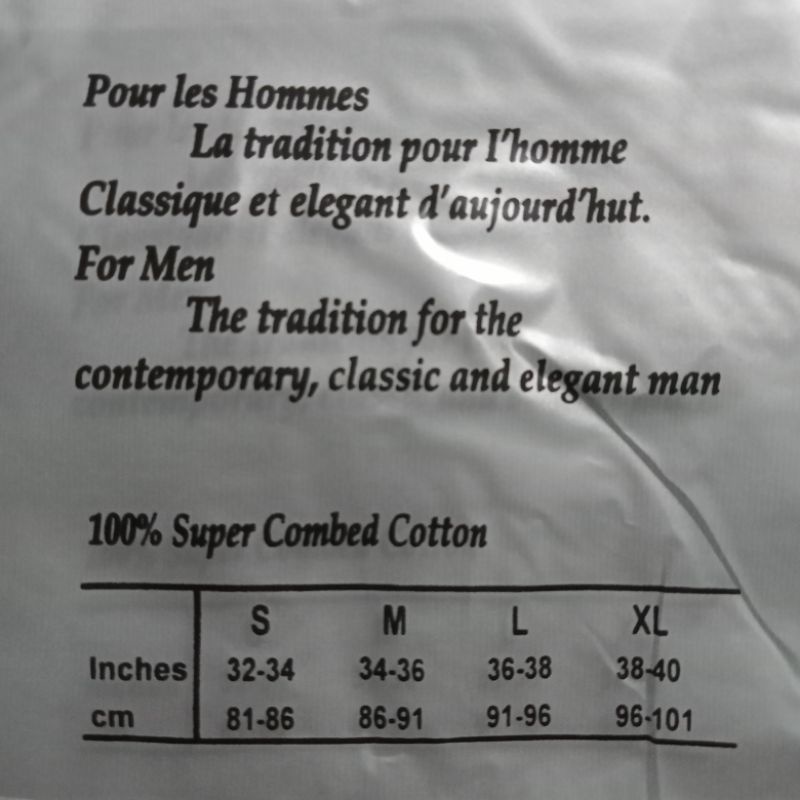 Pour les Hommes
La tradition pour I'homme
Classique et elegant d'aujourd'hut.
For Men
The tradition for the
contemporary, classic and elegant man
100% Super Combed Cotton
S M L XL
Inches 32-34 34-36 36-38 38-40
cm 81-86 86-91 91-96 96-101